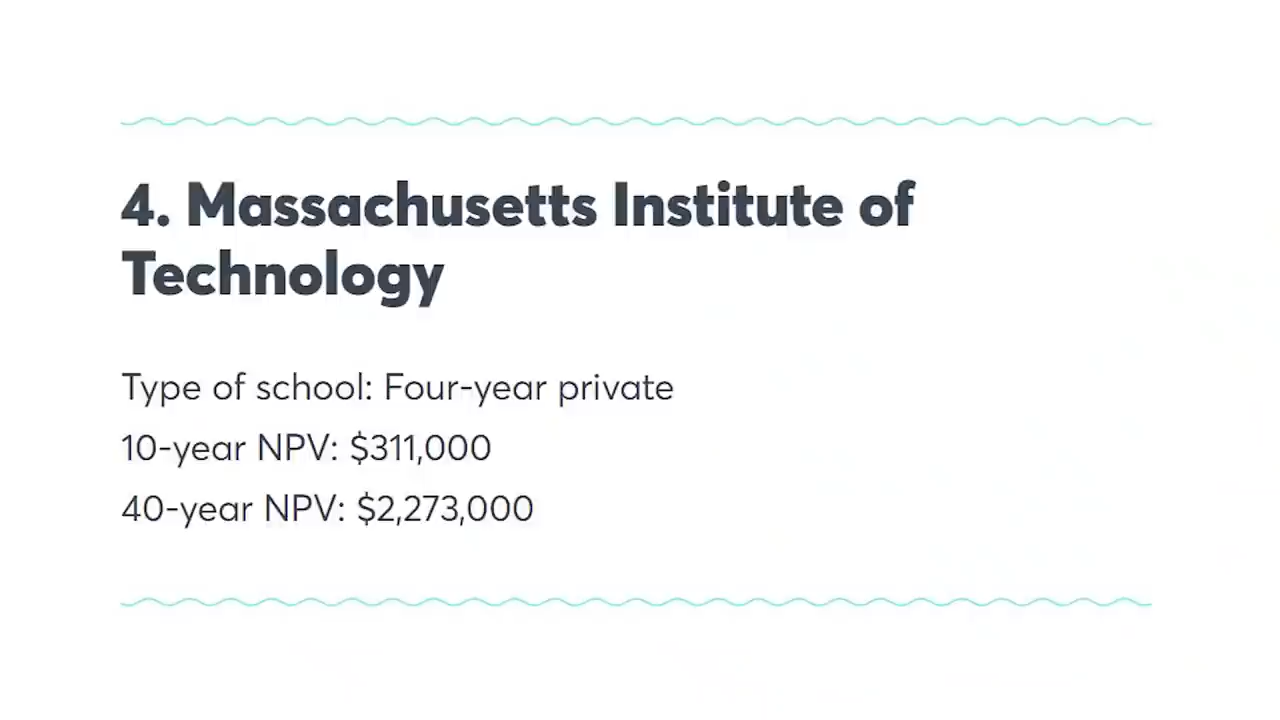 4. Massachusetts Institute of
Technology
Type of school: Four-year private
10-year NPV: $311,000
40-year NPV: $2,273,000